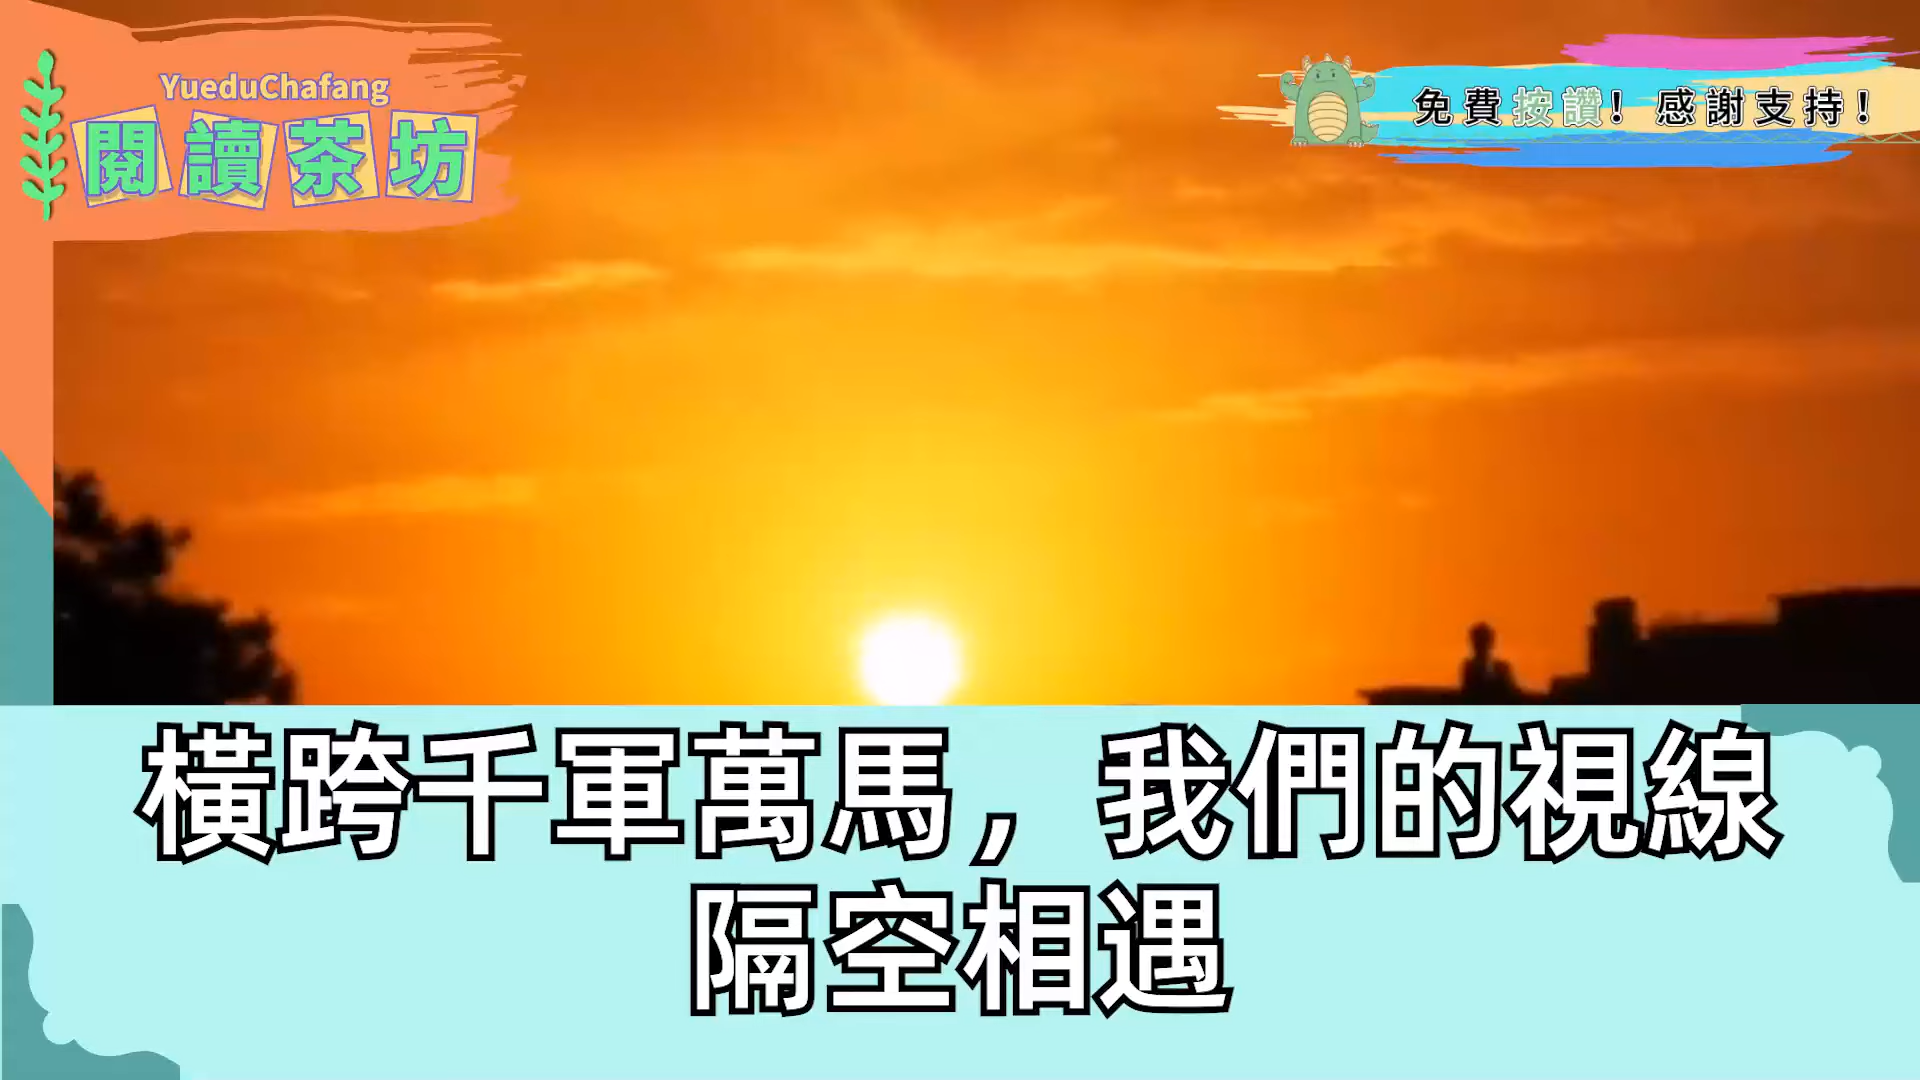 YueduChafang
閱讀茶坊
免費按讚！感謝支持！
橫跨千軍萬馬，我們的視線
隔空相遇